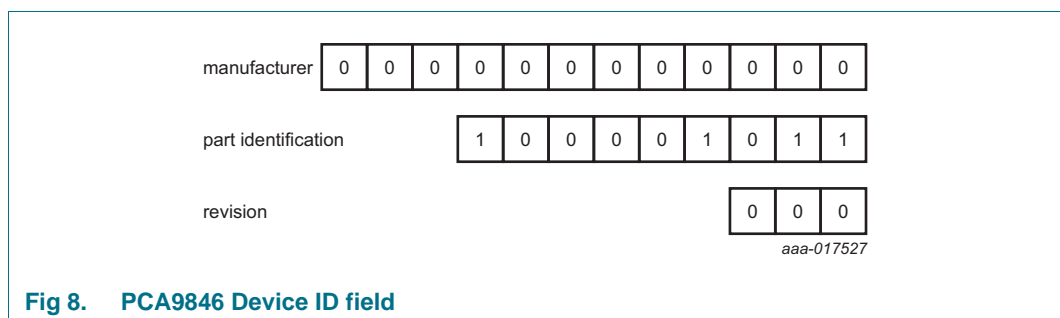 manufacturer 0 0 0 0 0 0 0 0 0 0 0 0
part identification 1 0 0 0 0 1 0 1 1
revision 0 0 0
aaa-017527
Fig 8. PCA9846 Device ID field